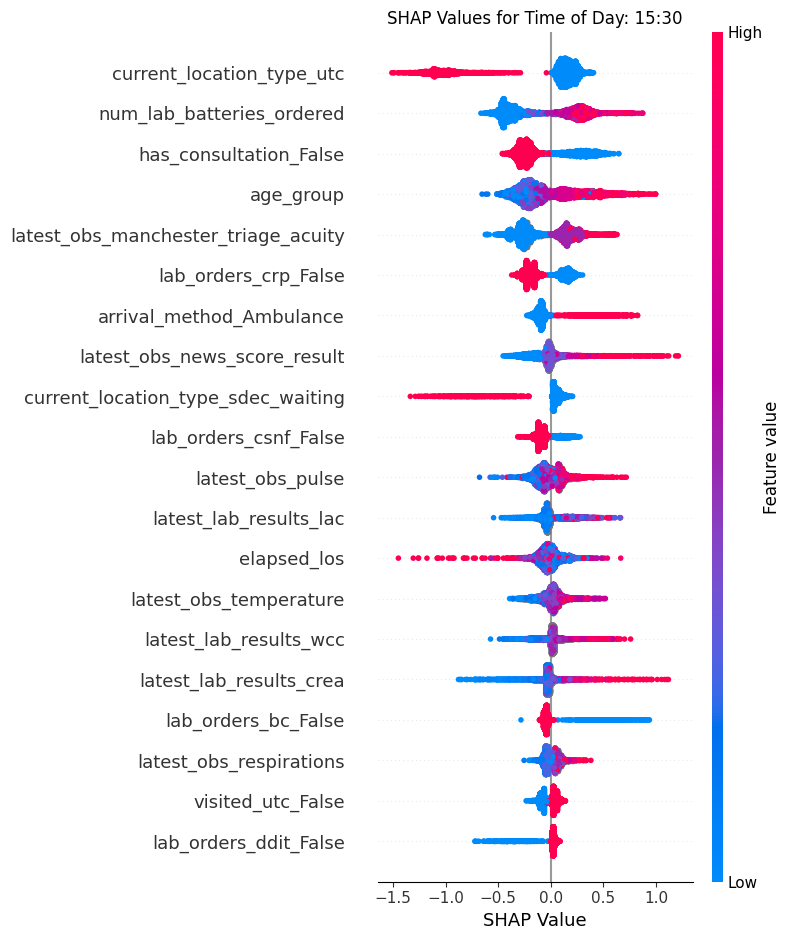 SHAP Values for Time of Day: 15:30
High
current_location_type_utc
num_lab_batteries_ordered
has_consultation_False
age_group
latest_obs_manchester_triage_acuity
lab_orders_crp_False
arrival_method_Ambulance
latest_obs_news_score_result
current_location_type_sdec_waiting
lab_orders_csnf_False
latest_obs_pulse
latest_lab_results_lac
elapsed_los
latest_obs_temperature
latest_lab_results_wcc
latest_lab_results_crea
lab_orders_bc_False
latest_obs_respirations
visited_utc_False
lab_orders_ddit_False
Feature value
Low
−1.5 −1.0 −0.5 0.0 0.5 1.0
SHAP Value